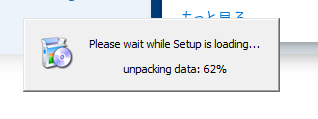 もっと見る
Please wait while Setup is loading...
unpacking data: 62%